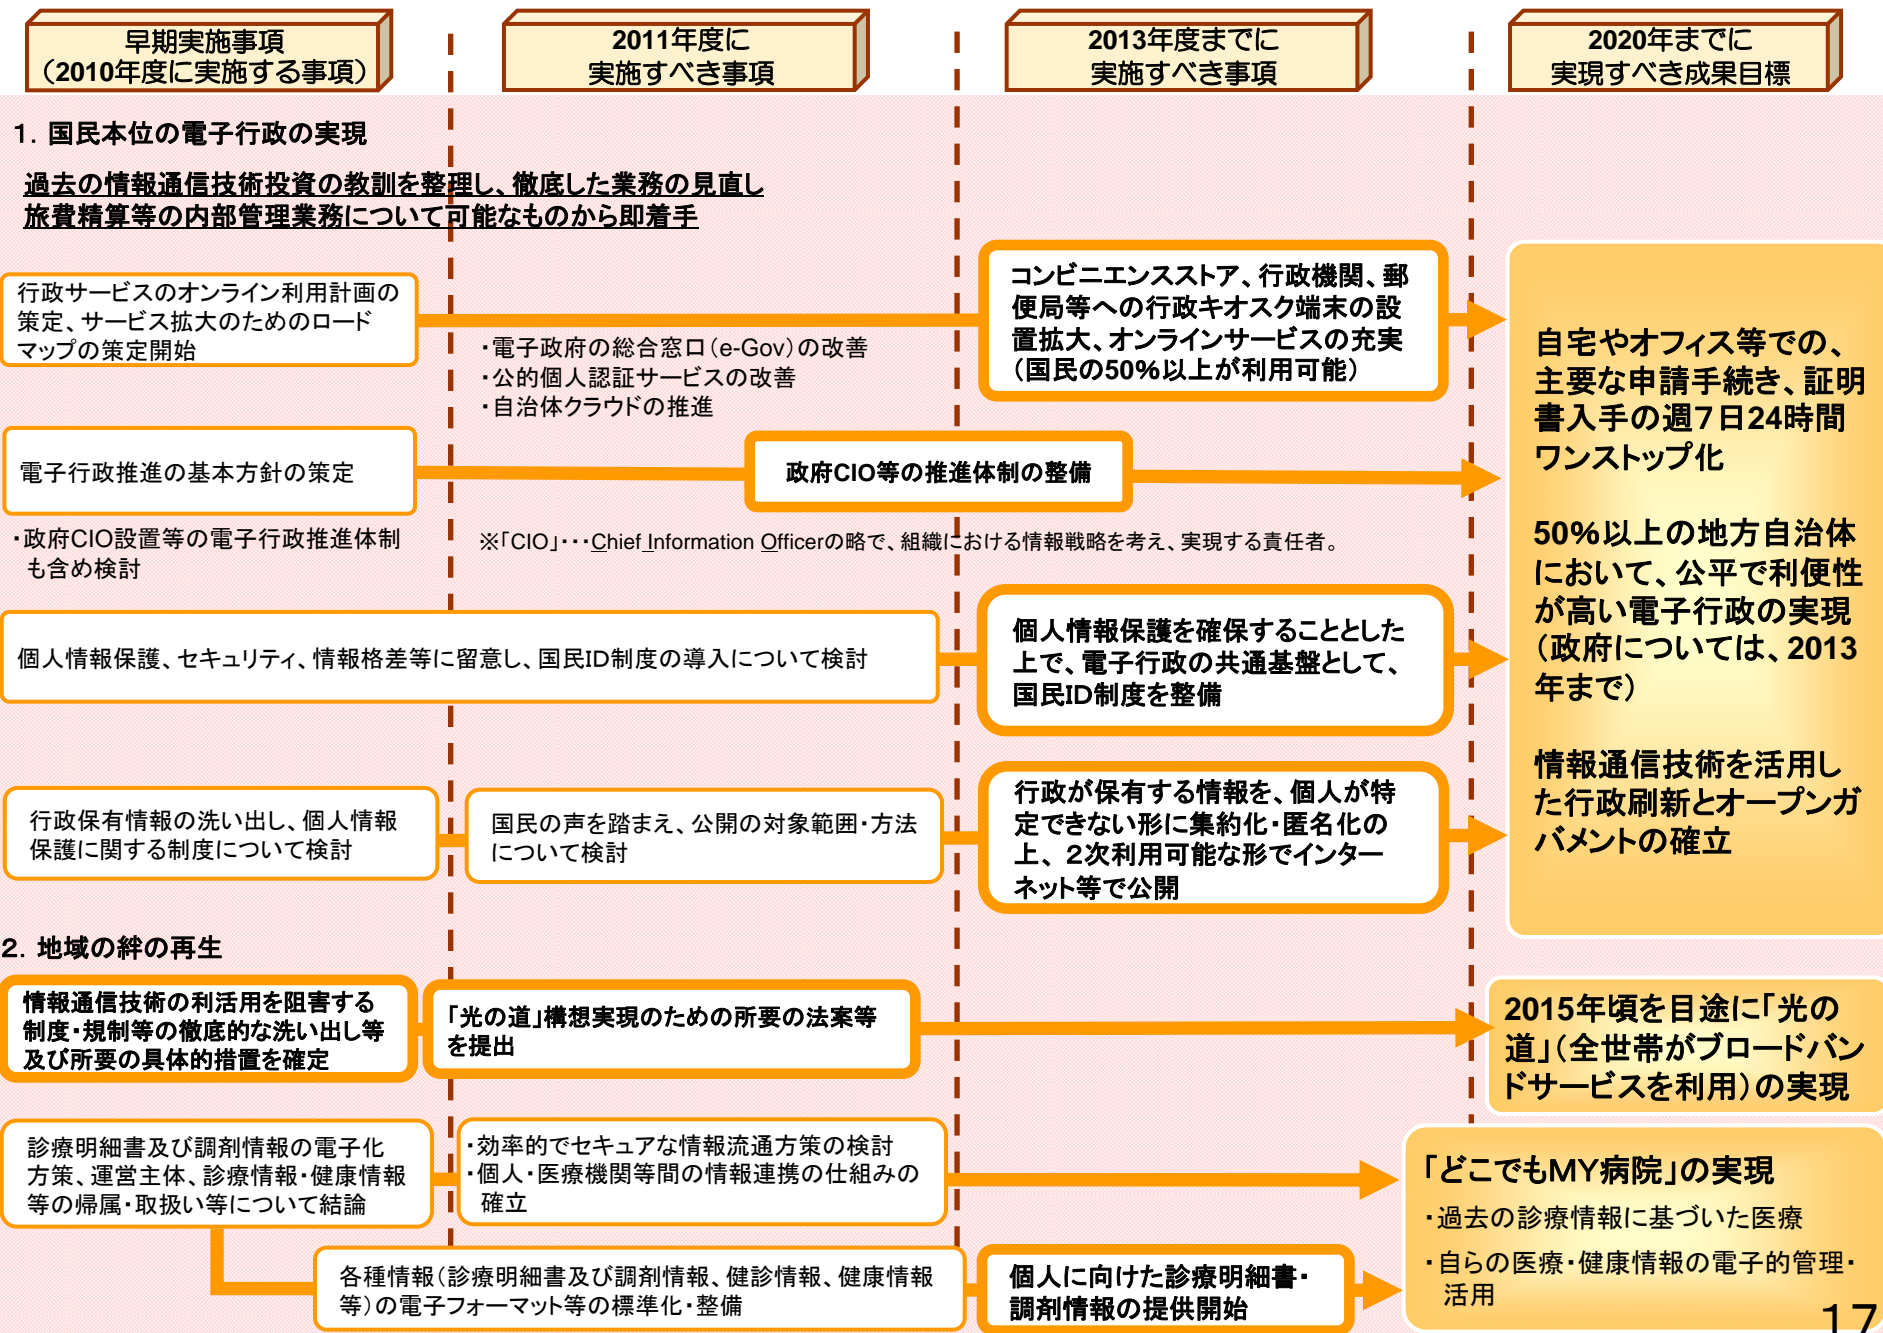 早期実施事項
（2010年度に実施する事項）
2011年度に
実施すべき事項
2013年度までに
実施すべき事項
2020年までに
実現すべき成果目標
１．国民本位の電子行政の実現
過去の情報通信技術投資の教訓を整理し、徹底した業務の見直し
旅費精算等の内部管理業務について可能なものから即着手
行政サービスのオンライン利用計画の
策定、サービス拡大のためのロード
マップの策定開始
・電子政府の総合窓口（e-Gov）の改善
・公的個人認証サービスの改善
・自治体クラウドの推進
コンビニエンスストア、行政機関、郵
便局等への行政キオスク端末の設
置拡大、オンラインサービスの充実
（国民の50%以上が利用可能）
電子行政推進の基本方針の策定
政府CIO等の推進体制の整備
・政府CIO設置等の電子行政推進体制
も含め検討
※「CIO」・・・Chief Information Officerの略で、組織における情報戦略を考え、実現する責任者。
個人情報保護、セキュリティ、情報格差等に留意し、国民ID制度の導入について検討
個人情報保護を確保することとした
上で、電子行政の共通基盤として、
国民ID制度を整備
行政保有情報の洗い出し、個人情報
保護に関する制度について検討
国民の声を踏まえ、公開の対象範囲・方法
について検討
行政が保有する情報を、個人が特
定できない形に集約化・匿名化の
上、２次利用可能な形でインター
ネット等で公開
自宅やオフィス等での、
主要な申請手続き、証明
書入手の週７日24時間
ワンストップ化
50%以上の地方自治体
において、公平で利便性
が高い電子行政の実現
（政府については、2013
年まで）
情報通信技術を活用し
た行政刷新とオープンガ
バメントの確立
２．地域の絆の再生
情報通信技術の利活用を阻害する
制度・規制等の徹底的な洗い出し等
及び所要の具体的措置を確定
「光の道」構想実現のための所要の法案等
を提出
2015年頃を目途に「光の
道」（全世帯がブロードバン
ドサービスを利用）の実現
診療明細書及び調剤情報の電子化
方策、運営主体、診療情報・健康情報
等の帰属・取扱い等について結論
・効率的でセキュアな情報流通方策の検討
・個人・医療機関等間の情報連携の仕組みの
確立
各種情報（診療明細書及び調剤情報、健診情報、健康情報
等）の電子フォーマット等の標準化・整備
個人に向けた診療明細書・
調剤情報の提供開始
「どこでもMY病院」の実現
・過去の診療情報に基づいた医療
・自らの医療・健康情報の電子的管理・
活用
17